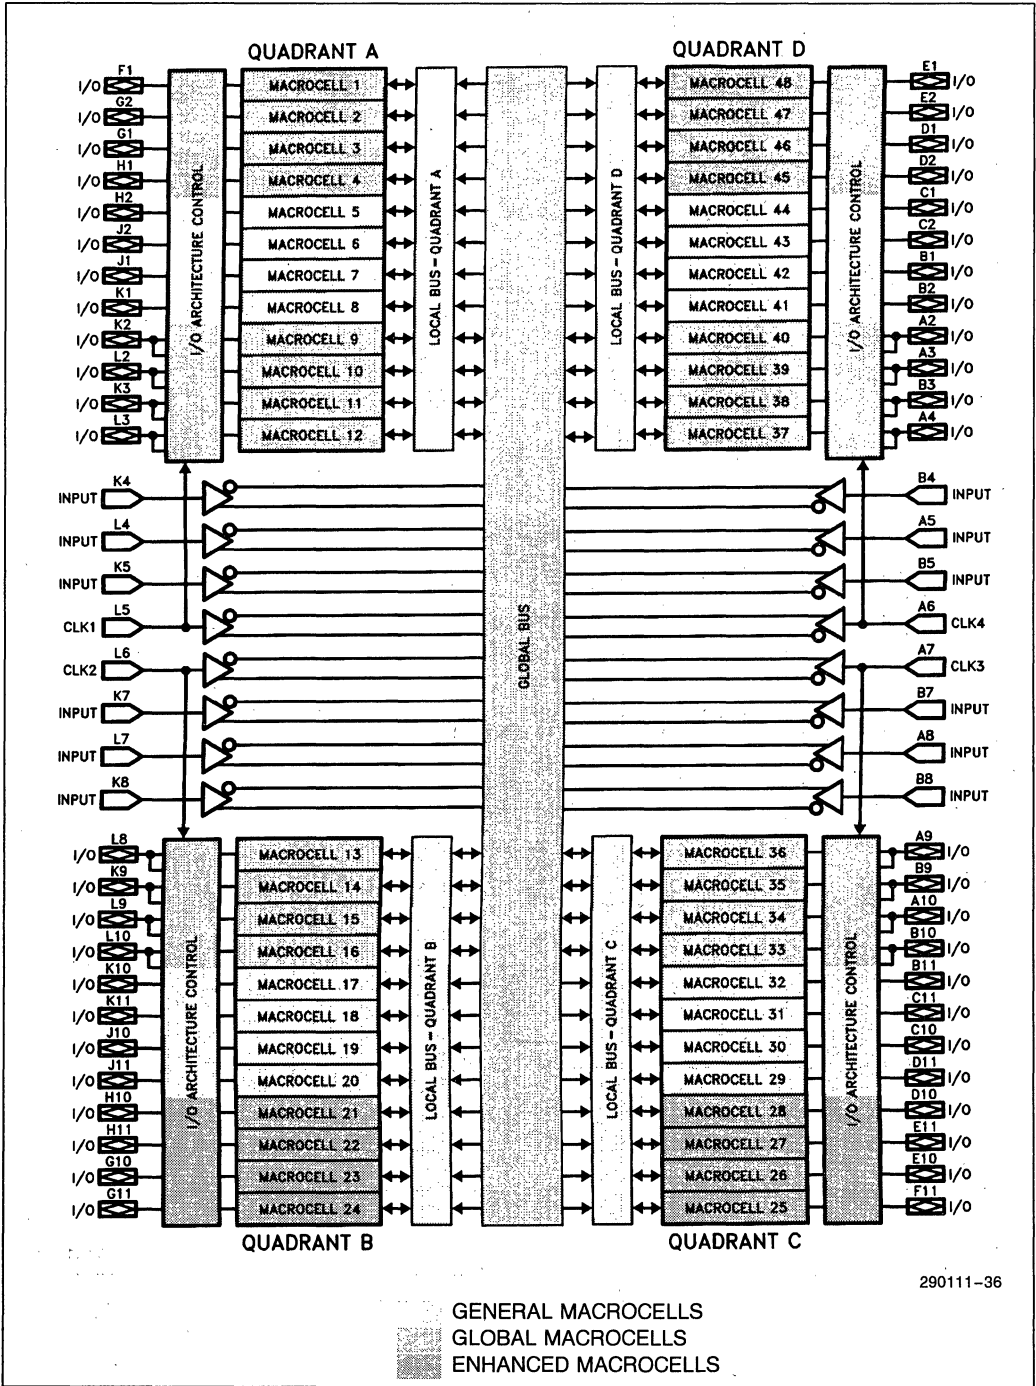 QUADRANT A QUADRANT D
F1 E1
I/O MACROCELL 1 MACROCELL 48 I/O
G2 E2
I/O MACROCELL 2 MACROCELL 47 I/O
G1 D1
I/O MACROCELL 3 MACROCELL 46 I/O
H1 D2
I/O MACROCELL 4 MACROCELL 45 I/O
H2 C1
I/O MACROCELL 5 MACROCELL 44 I/O
J2 C2
I/O MACROCELL 6 MACROCELL 43 I/O
J1 B1
I/O MACROCELL 7 MACROCELL 42 I/O
K1 B2
I/O MACROCELL 8 MACROCELL 41 I/O
K2 A2
I/O MACROCELL 9 MACROCELL 40 I/O
L2 A3
I/O MACROCELL 10 MACROCELL 39 I/O
K3 B3
I/O MACROCELL 11 MACROCELL 38 I/O
L3 A4
I/O MACROCELL 12 MACROCELL 37 I/O
I/O ARCHITECTURE CONTROL
LOCAL BUS-QUADRANT A
LOCAL BUS-QUADRANT D
I/O ARCHITECTURE CONTROL
K4 B4
INPUT INPUT
L4 A5
INPUT INPUT
K5 B5
INPUT INPUT
L5 A6
CLK1 CLK4
L6 A7
CLK2 CLK3
K7 B7
INPUT INPUT
L7 A8
INPUT INPUT
K8 B8
INPUT INPUT
GLOBAL BUS
L8 A9
I/O MACROCELL 13 MACROCELL 36 I/O
K9 B9
I/O MACROCELL 14 MACROCELL 35 I/O
L9 A10
I/O MACROCELL 15 MACROCELL 34 I/O
L10 B10
I/O MACROCELL 16 MACROCELL 33 I/O
K10 B11
I/O MACROCELL 17 MACROCELL 32 I/O
K11 C11
I/O MACROCELL 18 MACROCELL 31 I/O
J10 C10
I/O MACROCELL 19 MACROCELL 30 I/O
J11 D11
I/O MACROCELL 20 MACROCELL 29 I/O
H10 D10
I/O MACROCELL 21 MACROCELL 28 I/O
H11 E11
I/O MACROCELL 22 MACROCELL 27 I/O
G10 E10
I/O MACROCELL 23 MACROCELL 26 I/O
G11 F11
I/O MACROCELL 24 MACROCELL 25 I/O
I/O ARCHITECTURE CONTROL
LOCAL BUS-QUADRANT B
LOCAL BUS-QUADRANT C
I/O ARCHITECTURE CONTROL
QUADRANT B QUADRANT C
290111-36
GENERAL MACROCELLS
GLOBAL MACROCELLS
ENHANCED MACROCELLS